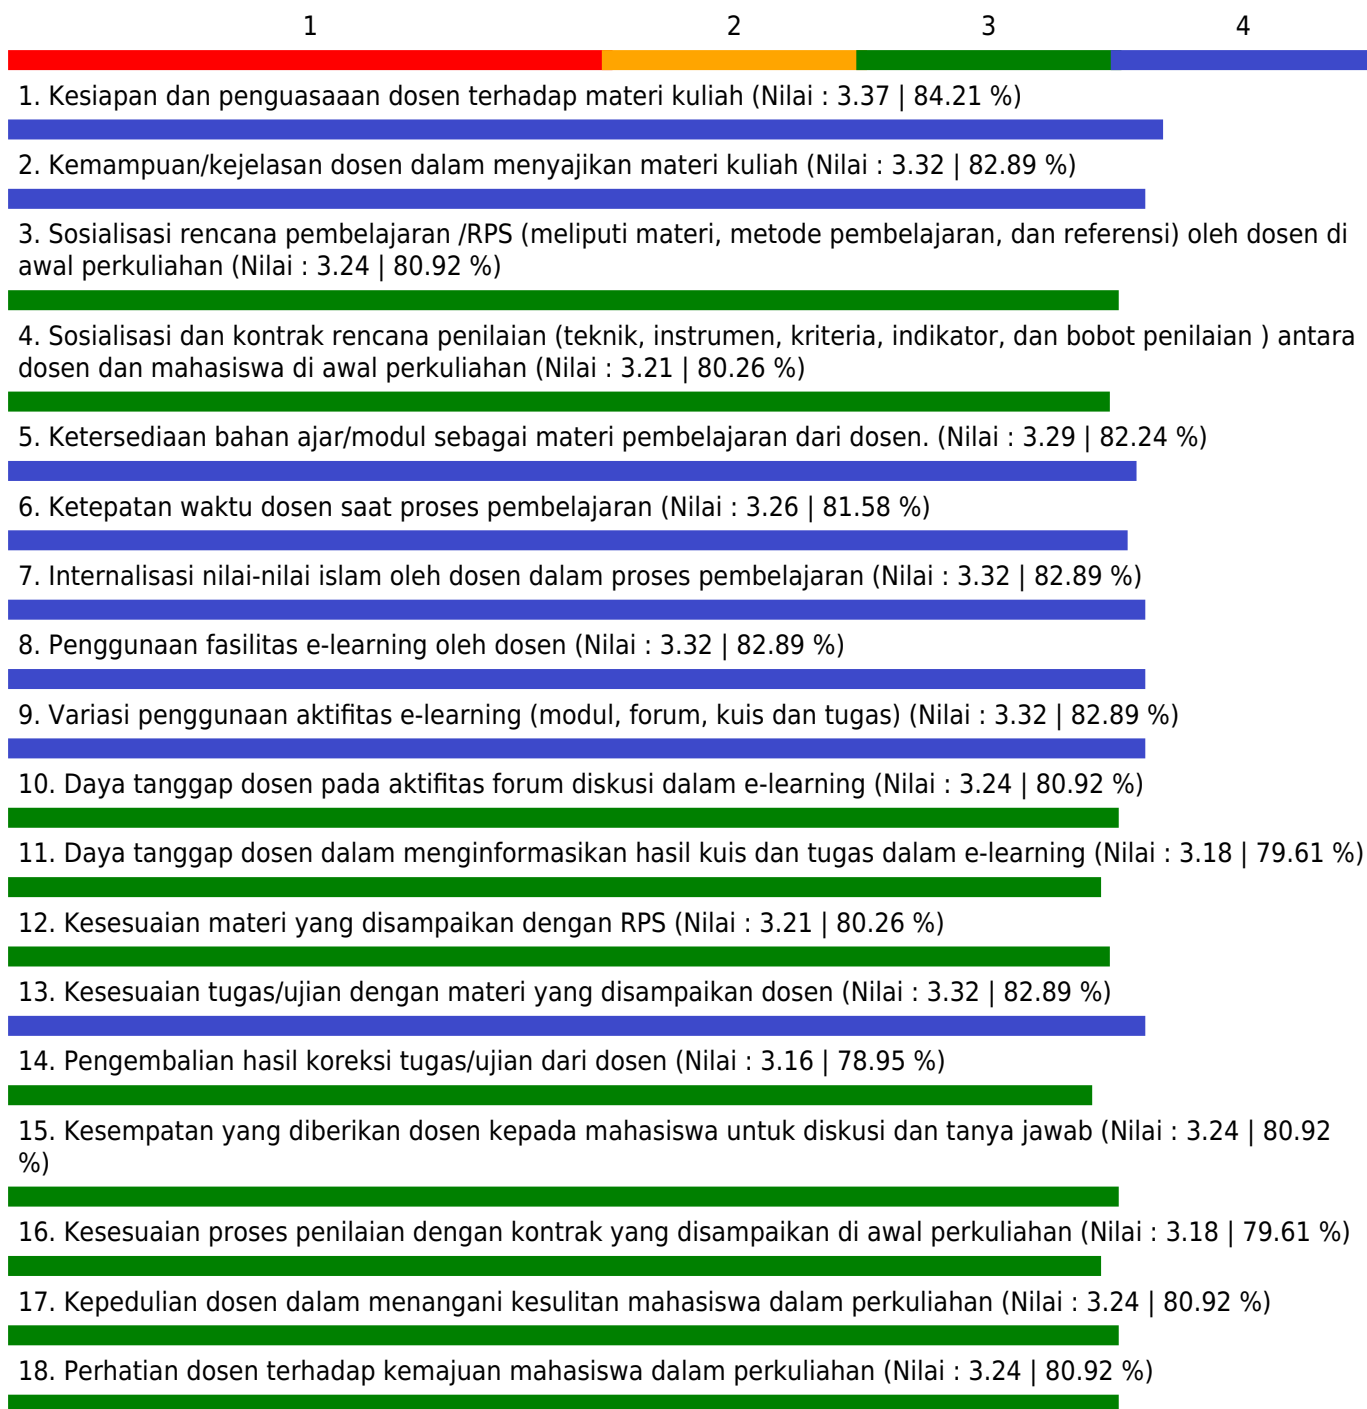 1 2 3 4
1. Kesiapan dan penguasaaan dosen terhadap materi kuliah (Nilai : 3.37 | 84.21 %)
2. Kemampuan/kejelasan dosen dalam menyajikan materi kuliah (Nilai : 3.32 | 82.89 %)
3. Sosialisasi rencana pembelajaran /RPS (meliputi materi, metode pembelajaran, dan referensi) oleh dosen di
awal perkuliahan (Nilai : 3.24 | 80.92 %)
4. Sosialisasi dan kontrak rencana penilaian (teknik, instrumen, kriteria, indikator, dan bobot penilaian ) antara
dosen dan mahasiswa di awal perkuliahan (Nilai : 3.21 | 80.26 %)
5. Ketersediaan bahan ajar/modul sebagai materi pembelajaran dari dosen. (Nilai : 3.29 | 82.24 %)
6. Ketepatan waktu dosen saat proses pembelajaran (Nilai : 3.26 | 81.58 %)
7. Internalisasi nilai-nilai islam oleh dosen dalam proses pembelajaran (Nilai : 3.32 | 82.89 %)
8. Penggunaan fasilitas e-learning oleh dosen (Nilai : 3.32 | 82.89 %)
9. Variasi penggunaan aktifitas e-learning (modul, forum, kuis dan tugas) (Nilai : 3.32 | 82.89 %)
10. Daya tanggap dosen pada aktifitas forum diskusi dalam e-learning (Nilai : 3.24 | 80.92 %)
11. Daya tanggap dosen dalam menginformasikan hasil kuis dan tugas dalam e-learning (Nilai : 3.18 | 79.61 %)
12. Kesesuaian materi yang disampaikan dengan RPS (Nilai : 3.21 | 80.26 %)
13. Kesesuaian tugas/ujian dengan materi yang disampaikan dosen (Nilai : 3.32 | 82.89 %)
14. Pengembalian hasil koreksi tugas/ujian dari dosen (Nilai : 3.16 | 78.95 %)
15. Kesempatan yang diberikan dosen kepada mahasiswa untuk diskusi dan tanya jawab (Nilai : 3.24 | 80.92
%)
16. Kesesuaian proses penilaian dengan kontrak yang disampaikan di awal perkuliahan (Nilai : 3.18 | 79.61 %)
17. Kepedulian dosen dalam menangani kesulitan mahasiswa dalam perkuliahan (Nilai : 3.24 | 80.92 %)
18. Perhatian dosen terhadap kemajuan mahasiswa dalam perkuliahan (Nilai : 3.24 | 80.92 %)